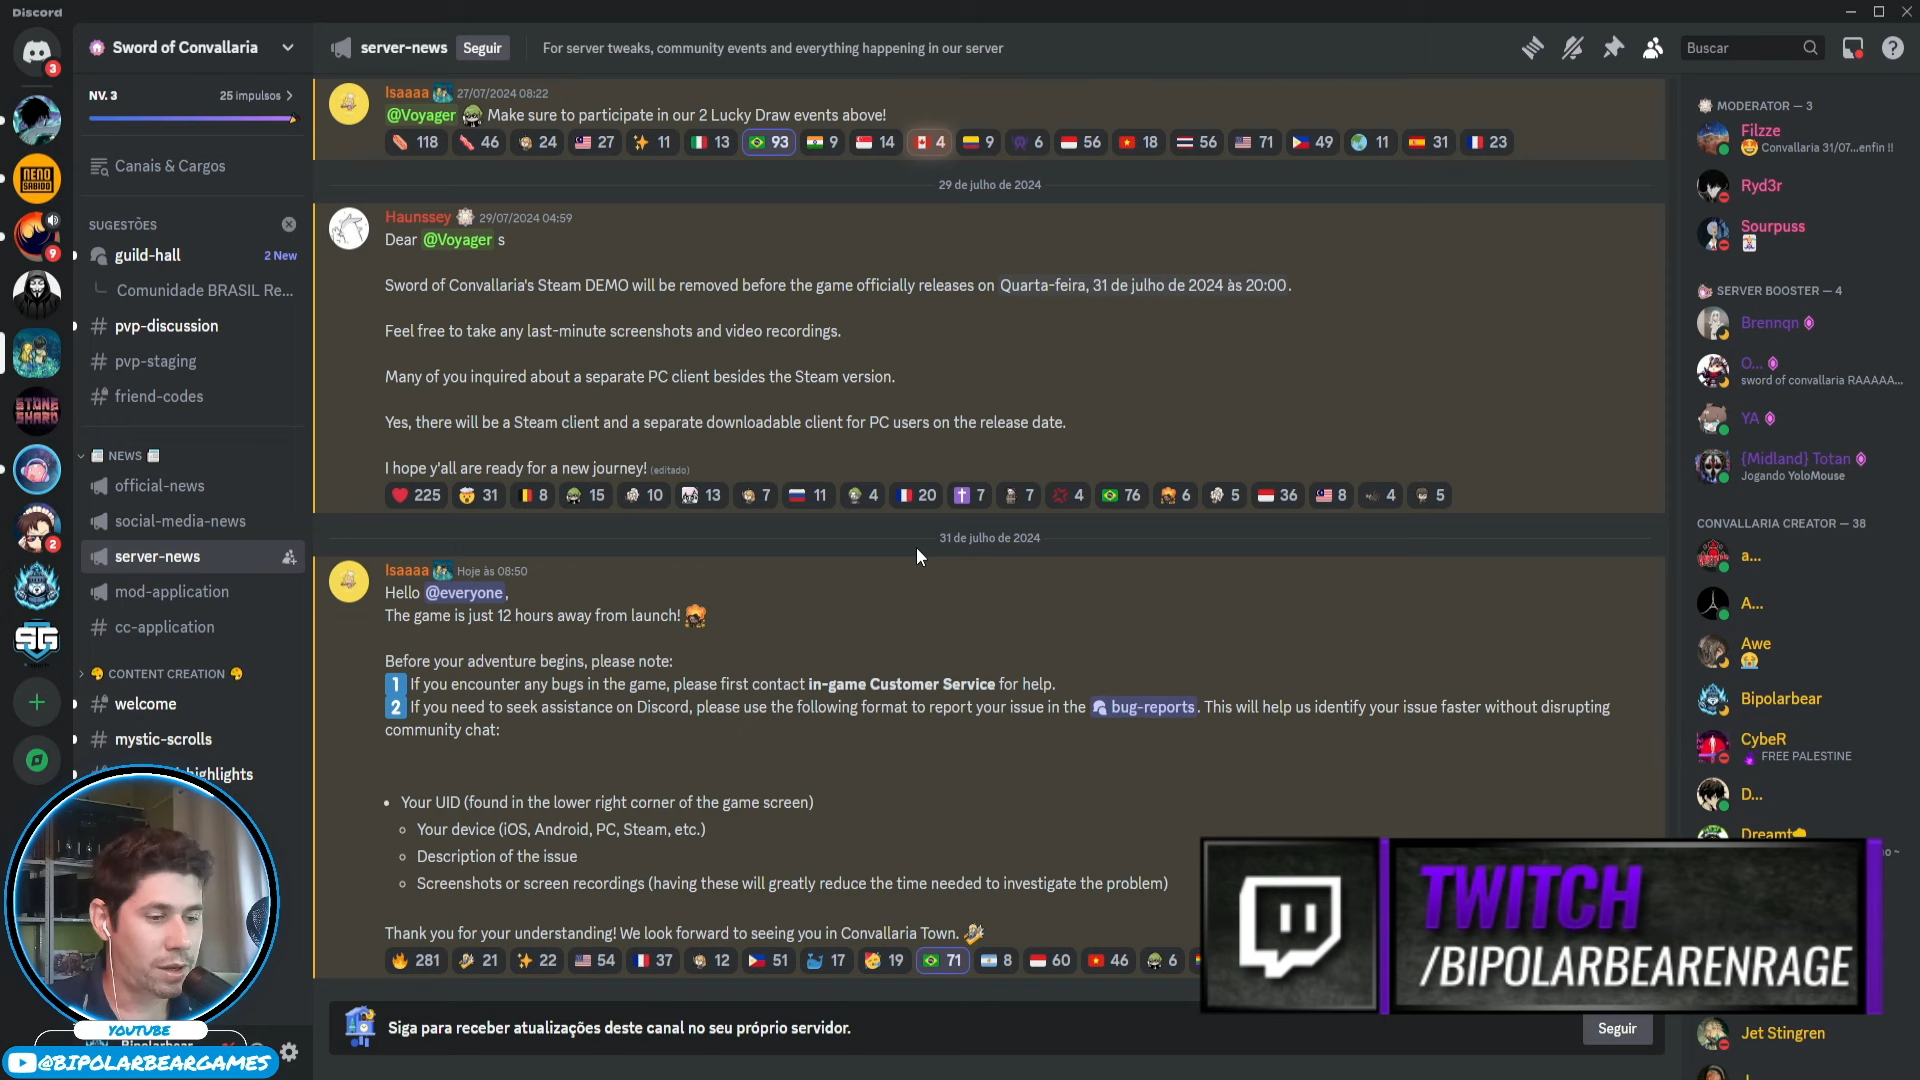 Discord
Sword of Convallaria
server-news
Seguir
For server tweaks, community events and everything happening in our server
Buscar
3
NV. 3
25 impulsos
Canais & Cargos
SUGESTÕES
guild-hall
2 New
Comunidade BRASIL Re...
pvp-discussion
pvp-staging
friend-codes
NEWS
official-news
social-media-news
server-news
mod-application
cc-application
CONTENT CREATION
welcome
mystic-scrolls
highlights
NENO
SABIDO
9
STONE
SHARD
2
SG
Isaaaa 27/07/2024 08:22
@Voyager Make sure to participate in our 2 Lucky Draw events above!
118 46 24 27 11 13 93 9 14 4 9 6 56 18 56 71 49 11 31 23
29 de julho de 2024
Haunssey 29/07/2024 04:59
Dear @Voyager s
Sword of Convallaria's Steam DEMO will be removed before the game officially releases on Quarta-feira, 31 de julho de 2024 às 20:00.
Feel free to take any last-minute screenshots and video recordings.
Many of you inquired about a separate PC client besides the Steam version.
Yes, there will be a Steam client and a separate downloadable client for PC users on the release date.
I hope y'all are ready for a new journey! (editado)
225 31 8 15 10 13 7 11 4 20 7 7 4 76 6 5 36 8 4 5
31 de julho de 2024
Isaaaa Hoje às 08:50
Hello @everyone,
The game is just 12 hours away from launch!
Before your adventure begins, please note:
1 If you encounter any bugs in the game, please first contact in-game Customer Service for help.
2 If you need to seek assistance on Discord, please use the following format to report your issue in the bug-reports. This will help us identify your issue faster without disrupting
community chat:
• Your UID (found in the lower right corner of the game screen)
◦ Your device (iOS, Android, PC, Steam, etc.)
◦ Description of the issue
◦ Screenshots or screen recordings (having these will greatly reduce the time needed to investigate the problem)
Thank you for your understanding! We look forward to seeing you in Convallaria Town.
281 21 22 54 37 12 51 17 19 71 8 60 46 6
Siga para receber atualizações deste canal no seu próprio servidor.
Seguir
MODERATOR — 3
Filzze
Convallaria 31/07...enfin !!
Ryd3r
Sourpuss
SERVER BOOSTER — 4
Brennqn
O...
sword of convallaria RAAAAA...
YA
{Midland} Totan
Jogando YoloMouse
CONVALLARIA CREATOR — 38
a...
A...
Awe
Bipolarbear
CybeR
FREE PALESTINE
D...
Dreamt
Jet Stingren
TWITCH
/BIPOLARBEARENRAGE
YOUTUBE
Bipolarbear
@BIPOLARBEARGAMES